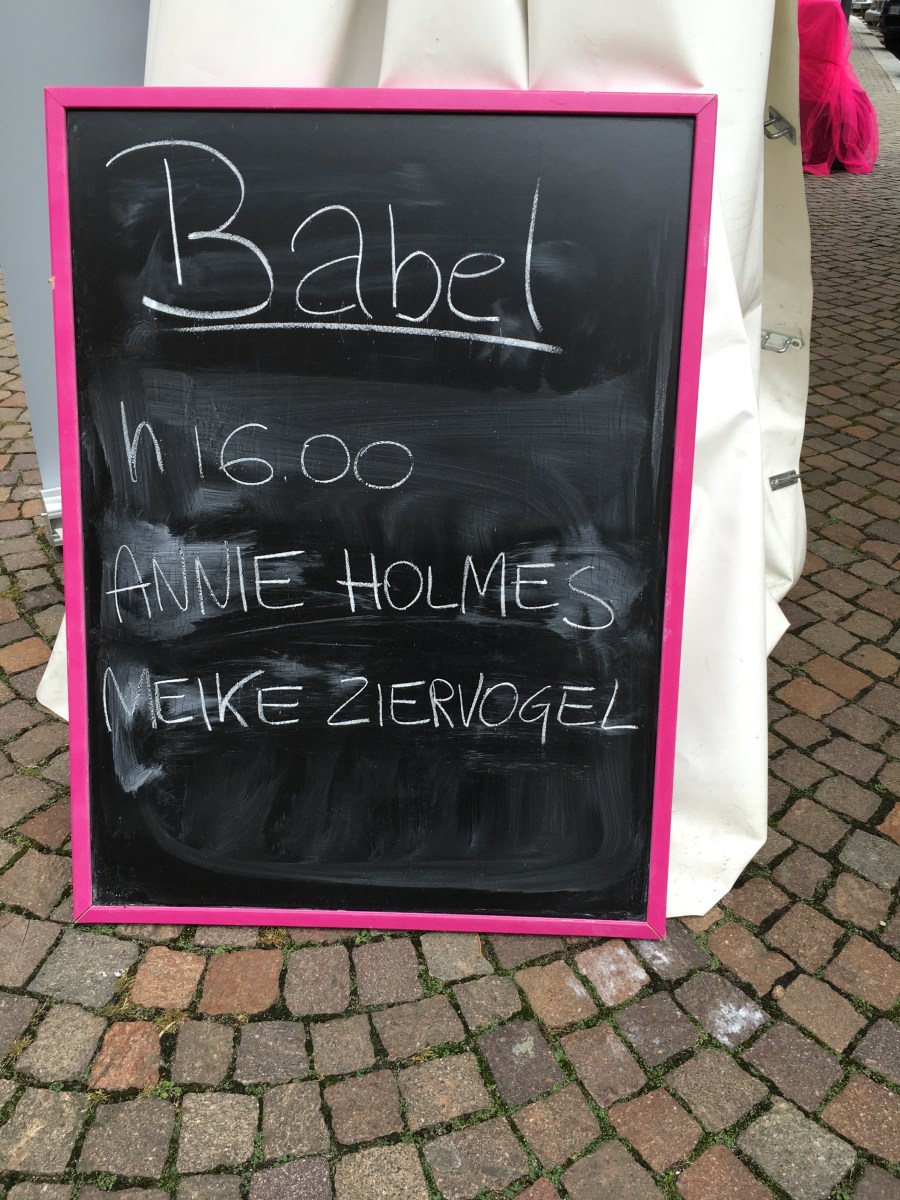 Babel
h 16.00
ANNIE HOLMES
MEIKE ZIERVOGEL